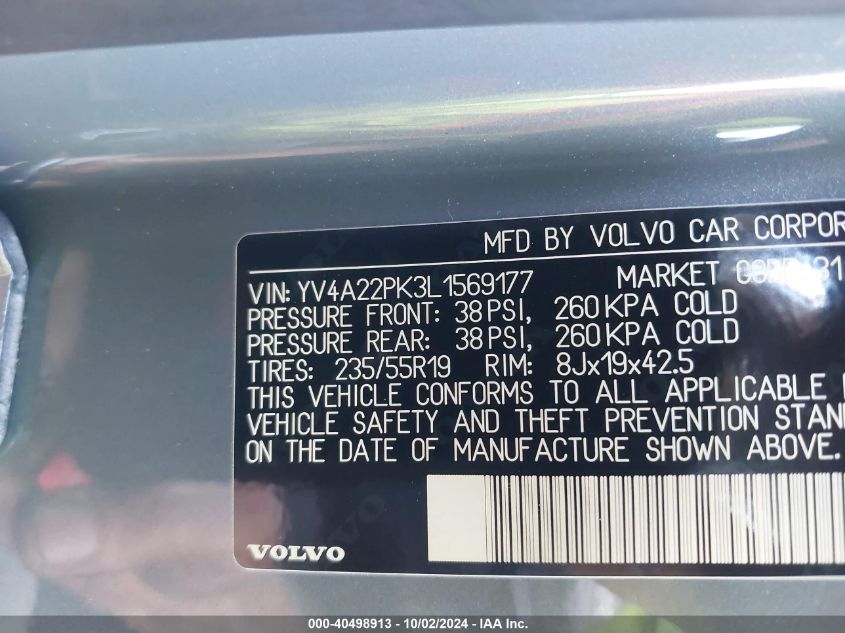 MFD BY VOLVO CAR CORPOR
VIN: YV4A22PK3L1569177 MARKET
PRESSURE FRONT: 38 PSI, 260 KPA COLD
PRESSURE REAR: 38 PSI, 260 KPA COLD
TIRES: 235/55R19 RIM: 8Jx19x42.5
THIS VEHICLE CONFORMS TO ALL APPLICABLE
VEHICLE SAFETY AND THEFT PREVENTION STAN
ON THE DATE OF MANUFACTURE SHOWN ABOVE.
VOLVO
000-40498913 - 10/02/2024 - IAA, Inc.